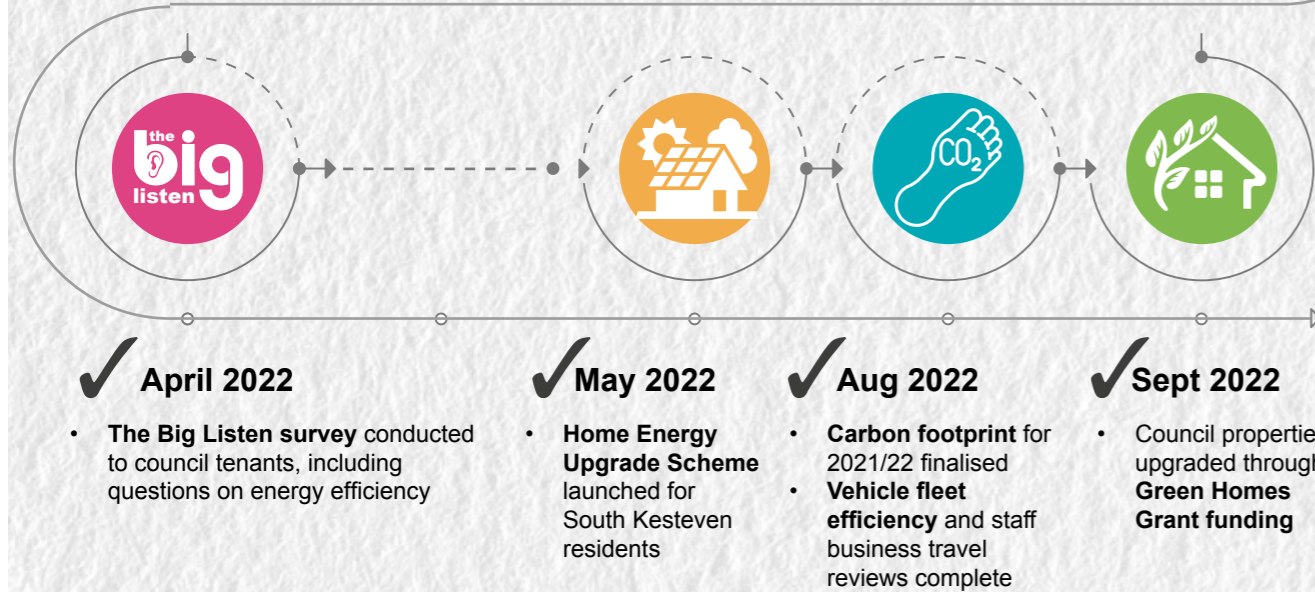 the
big
listen
CO₂
April 2022
• The Big Listen survey conducted
to council tenants, including
questions on energy efficiency
May 2022
• Home Energy
Upgrade Scheme
launched for
South Kesteven
residents
Aug 2022
• Carbon footprint for
2021/22 finalised
• Vehicle fleet
efficiency and staff
business travel
reviews complete
Sept 2022
• Council propertie
upgraded through
Green Homes
Grant funding